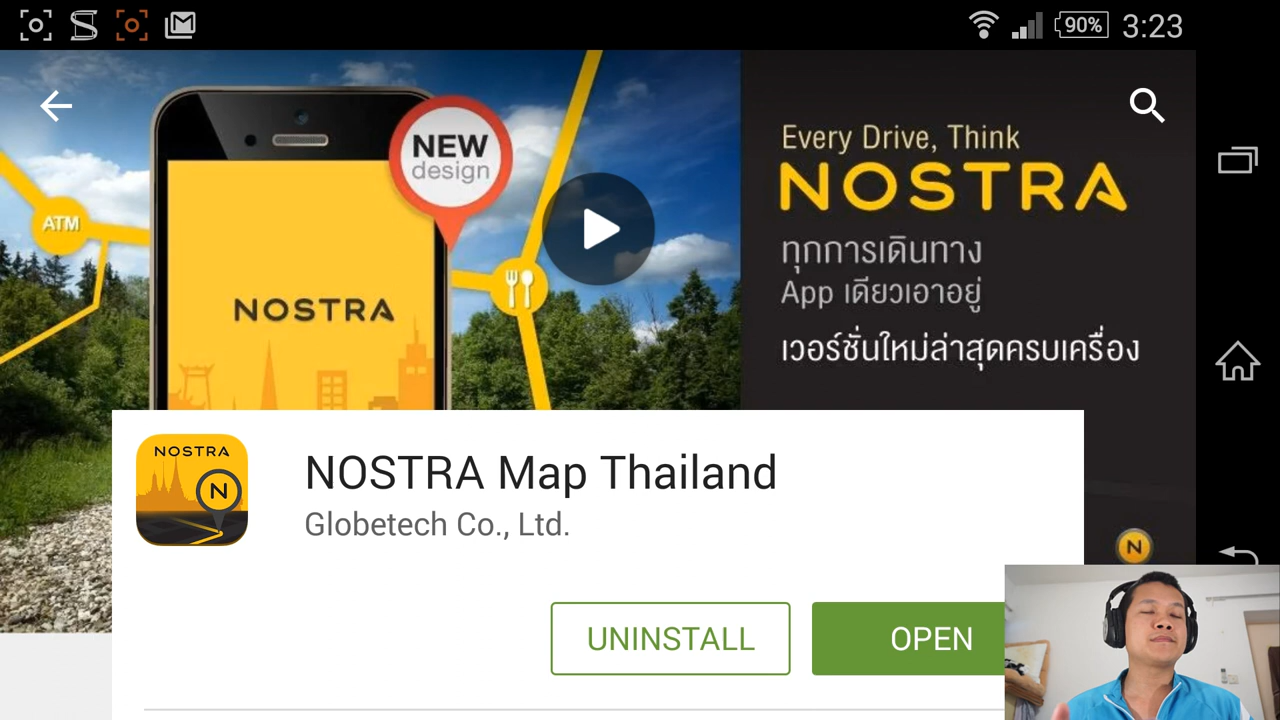 90% 3:23
NEW
design
ATM
NOSTRA
Every Drive, Think
NOSTRA
ทุกการเดินทาง
App เดียวเอาอยู่
เวอร์ชั่นใหม่ล่าสุดครบเครื่อง
NOSTRA
N
NOSTRA Map Thailand
Globetech Co., Ltd.
N
UNINSTALL
OPEN